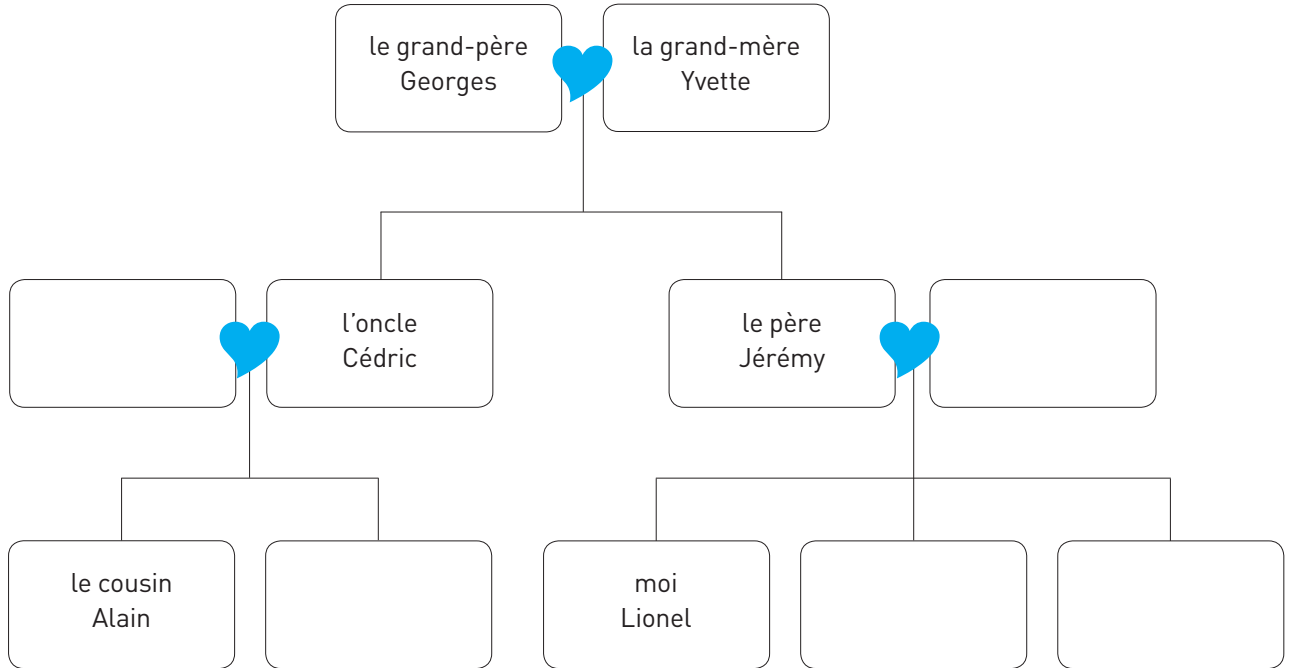 le grand-père
Georges
la grand-mère
Yvette
l’oncle
Cédric
le père
Jérémy
le cousin
Alain
moi
Lionel